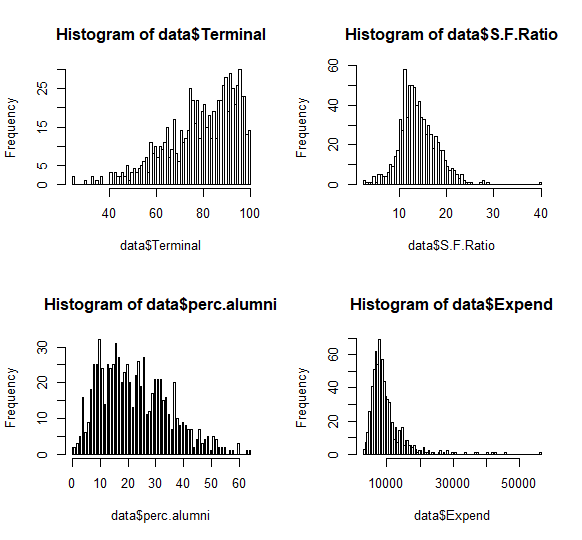 Histogram of data$Terminal
Frequency
5
15
25
40
60
80
100
data$Terminal
Histogram of data$S.F.Ratio
Frequency
0
20
40
60
10
20
30
40
data$S.F.Ratio
Histogram of data$perc.alumni
Frequency
0
10
20
30
0
10
20
30
40
50
60
data$perc.alumni
Histogram of data$Expend
Frequency
0
20
40
60
10000
30000
50000
data$Expend